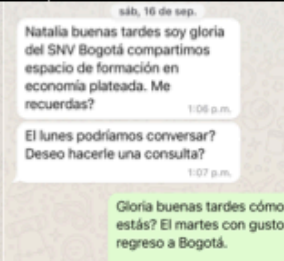 sáb, 16 de sep.
Natalia buenas tardes soy gloria
del SNV Bogotá compartimos
espacio de formación en
economía plateada. Me
recuerdas?
1:06 p.m.
El lunes podríamos conversar?
Deseo hacerle una consulta?
1:07 p.m.
Gloria buenas tardes cómo
estás? El martes con gusto
regreso a Bogotá.